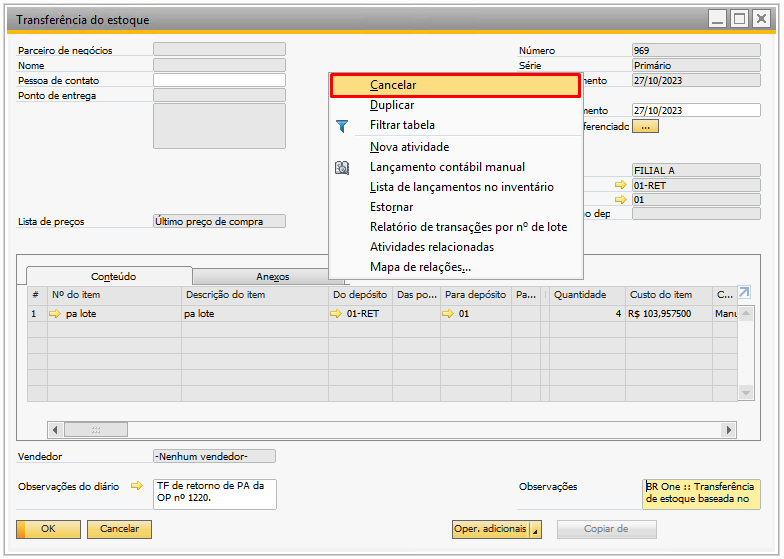 Transferência do estoque
Parceiro de negócios
Número 969
Nome
Série Primário
Pessoa de contato
mento 27/10/2023
Ponto de entrega
mento 27/10/2023
ferenciado ...
Cancelar
Duplicar
Filtrar tabela
Nova atividade
Lançamento contábil manual
Lista de lançamentos no inventário
Estornar
Relatório de transações por nº de lote
Atividades relacionadas
Mapa de relações...
FILIAL A
01-RET
01
o dep
Lista de preços Último preço de compra
Conteúdo Anexos
# Nº do item Descrição do item Do depósito Das po... Para depósito Pa... Quantidade Custo do item C...
1 pa lote pa lote 01-RET 01 4 R$ 103,957500 Manu
Vendedor -Nenhum vendedor-
Observações do diário TF de retorno de PA da
OP nº 1220.
Observações BR One :: Transferência
de estoque baseada no
OK Cancelar Oper. adicionais Copiar de